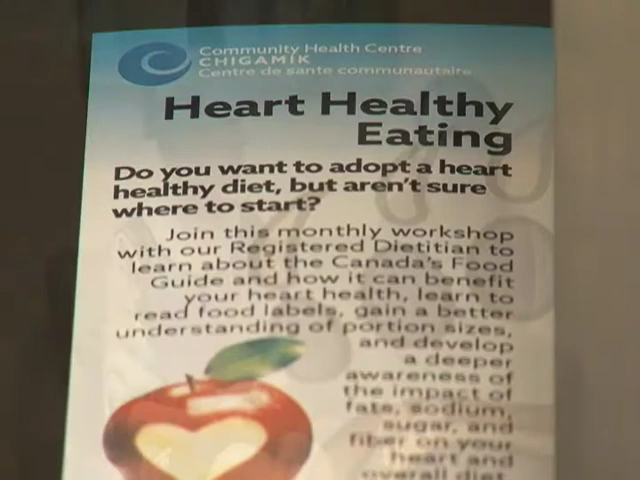 Community Health Centre
CHIGAMIK
Centre de santé communautaire
Heart Healthy
Eating
Do you want to adopt a heart
healthy diet, but aren't sure
where to start?
Join this monthly workshop
with our Registered Dietitian to
learn about the Canada's Food
Guide and how it can benefit
your heart health, learn to
read food labels, gain a better
understanding of portion sizes,
and develop
a deeper
awareness of
the impact of
fats, sodium,
sugar, and
fiber on your
heart and
overall diet.